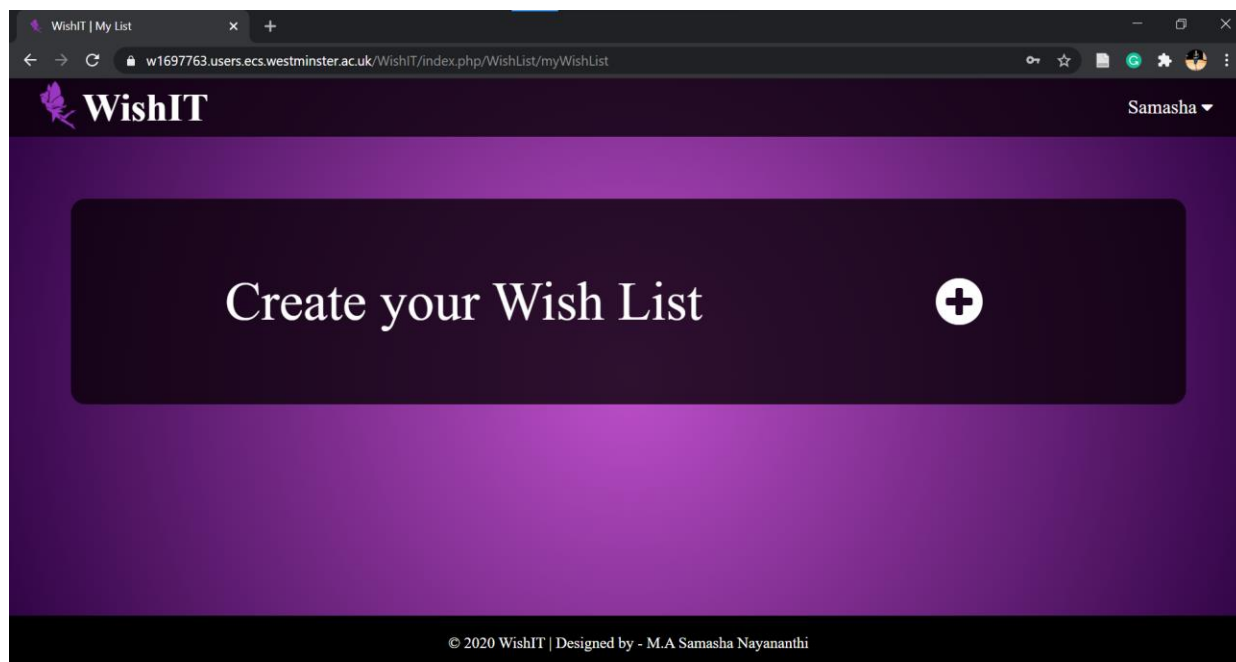 WishIT | My List
w1697763.users.ecs.westminster.ac.uk/WishIT/index.php/WishList/myWishList
WishIT
Samasha
Create your Wish List
© 2020 WishIT | Designed by - M.A Samasha Nayananthi